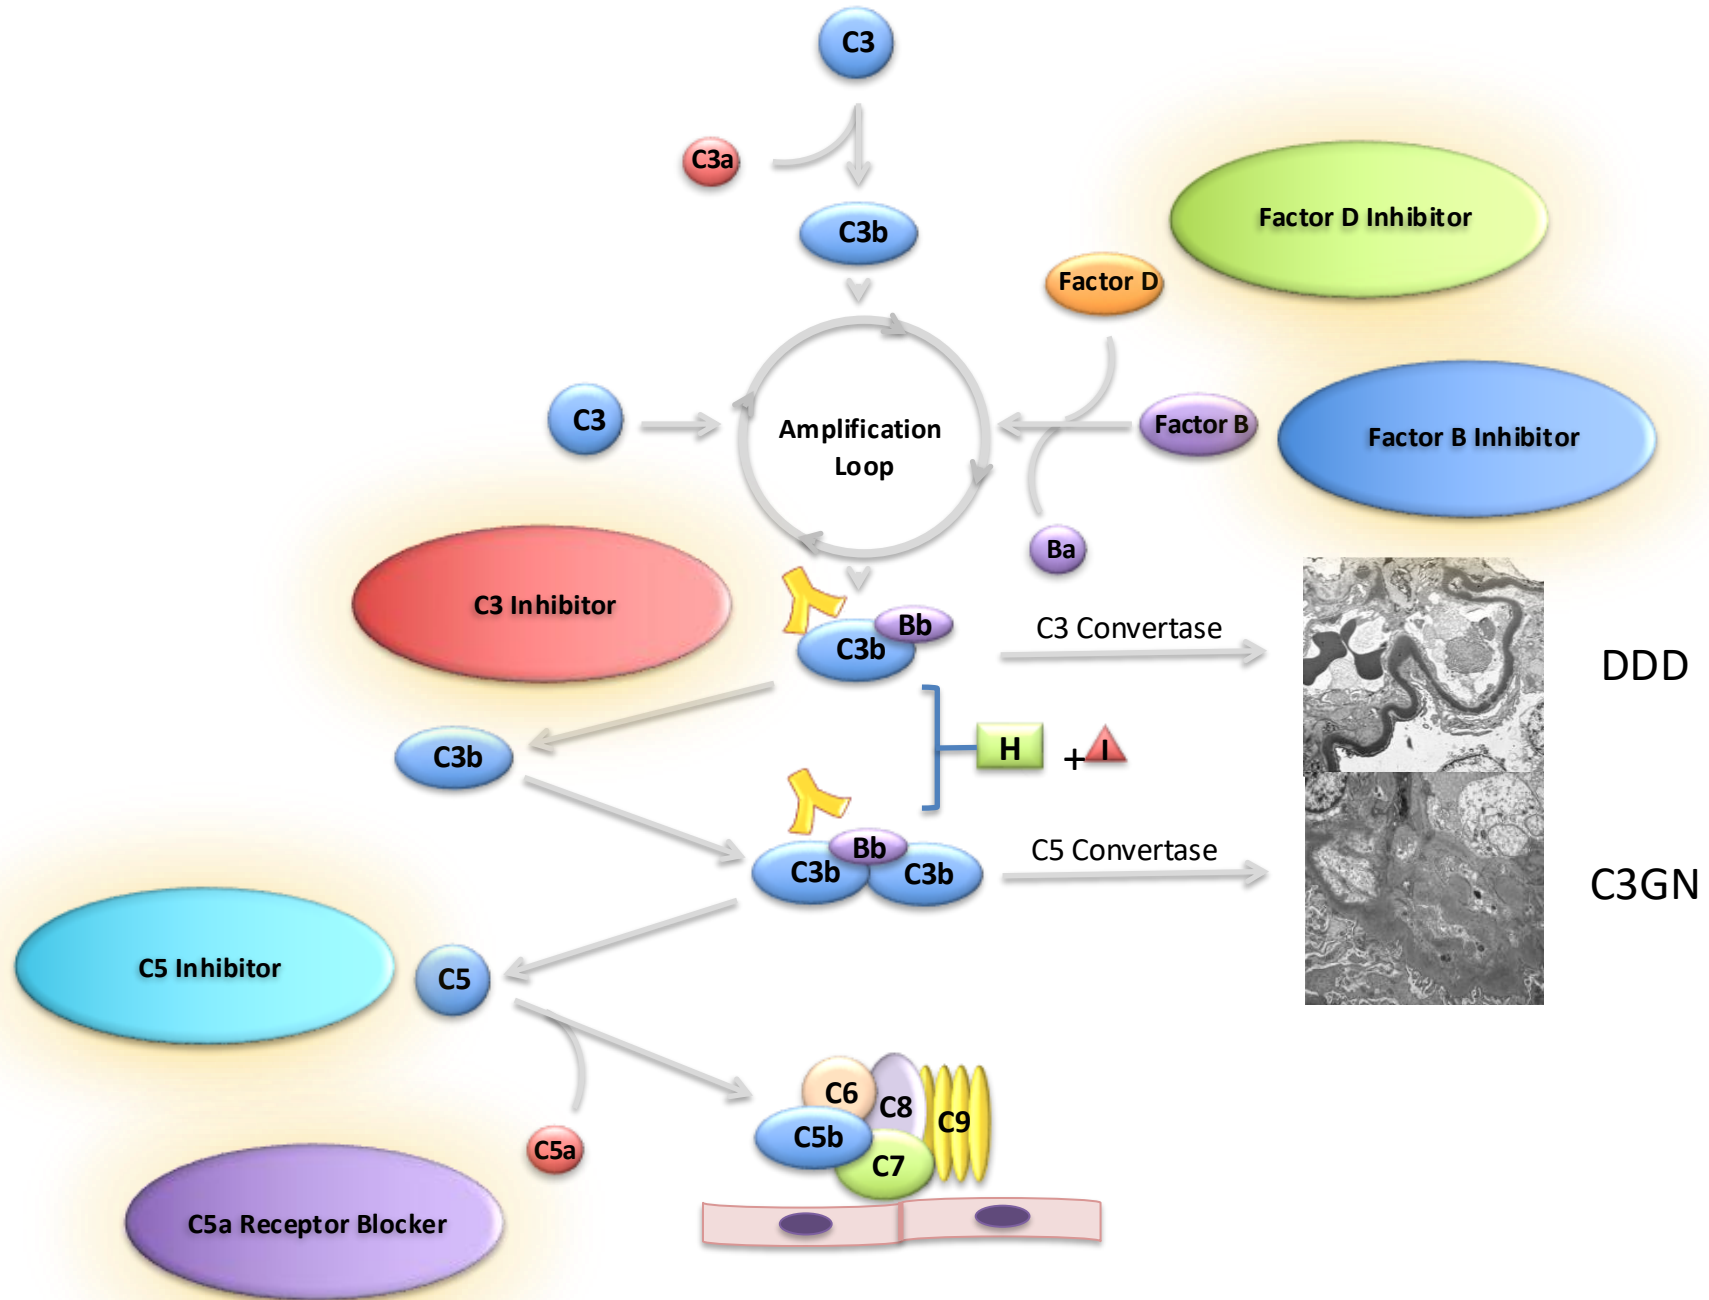 C3
C3a
C3b
Factor D Inhibitor
Factor D
C3
Amplification
Loop
Factor B
Factor B Inhibitor
Ba
C3 Inhibitor
Bb
C3b
C3 Convertase
DDD
C3b
H
+
I
Bb
C3b
C3b
C5 Convertase
C3GN
C5 Inhibitor
C5
C6
C8
C9
C5b
C7
C5a
C5a Receptor Blocker